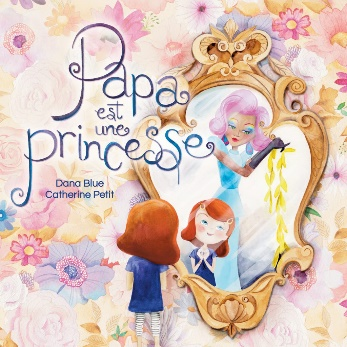 Papa
est
une
princesse
Dana Blue
Catherine Petit